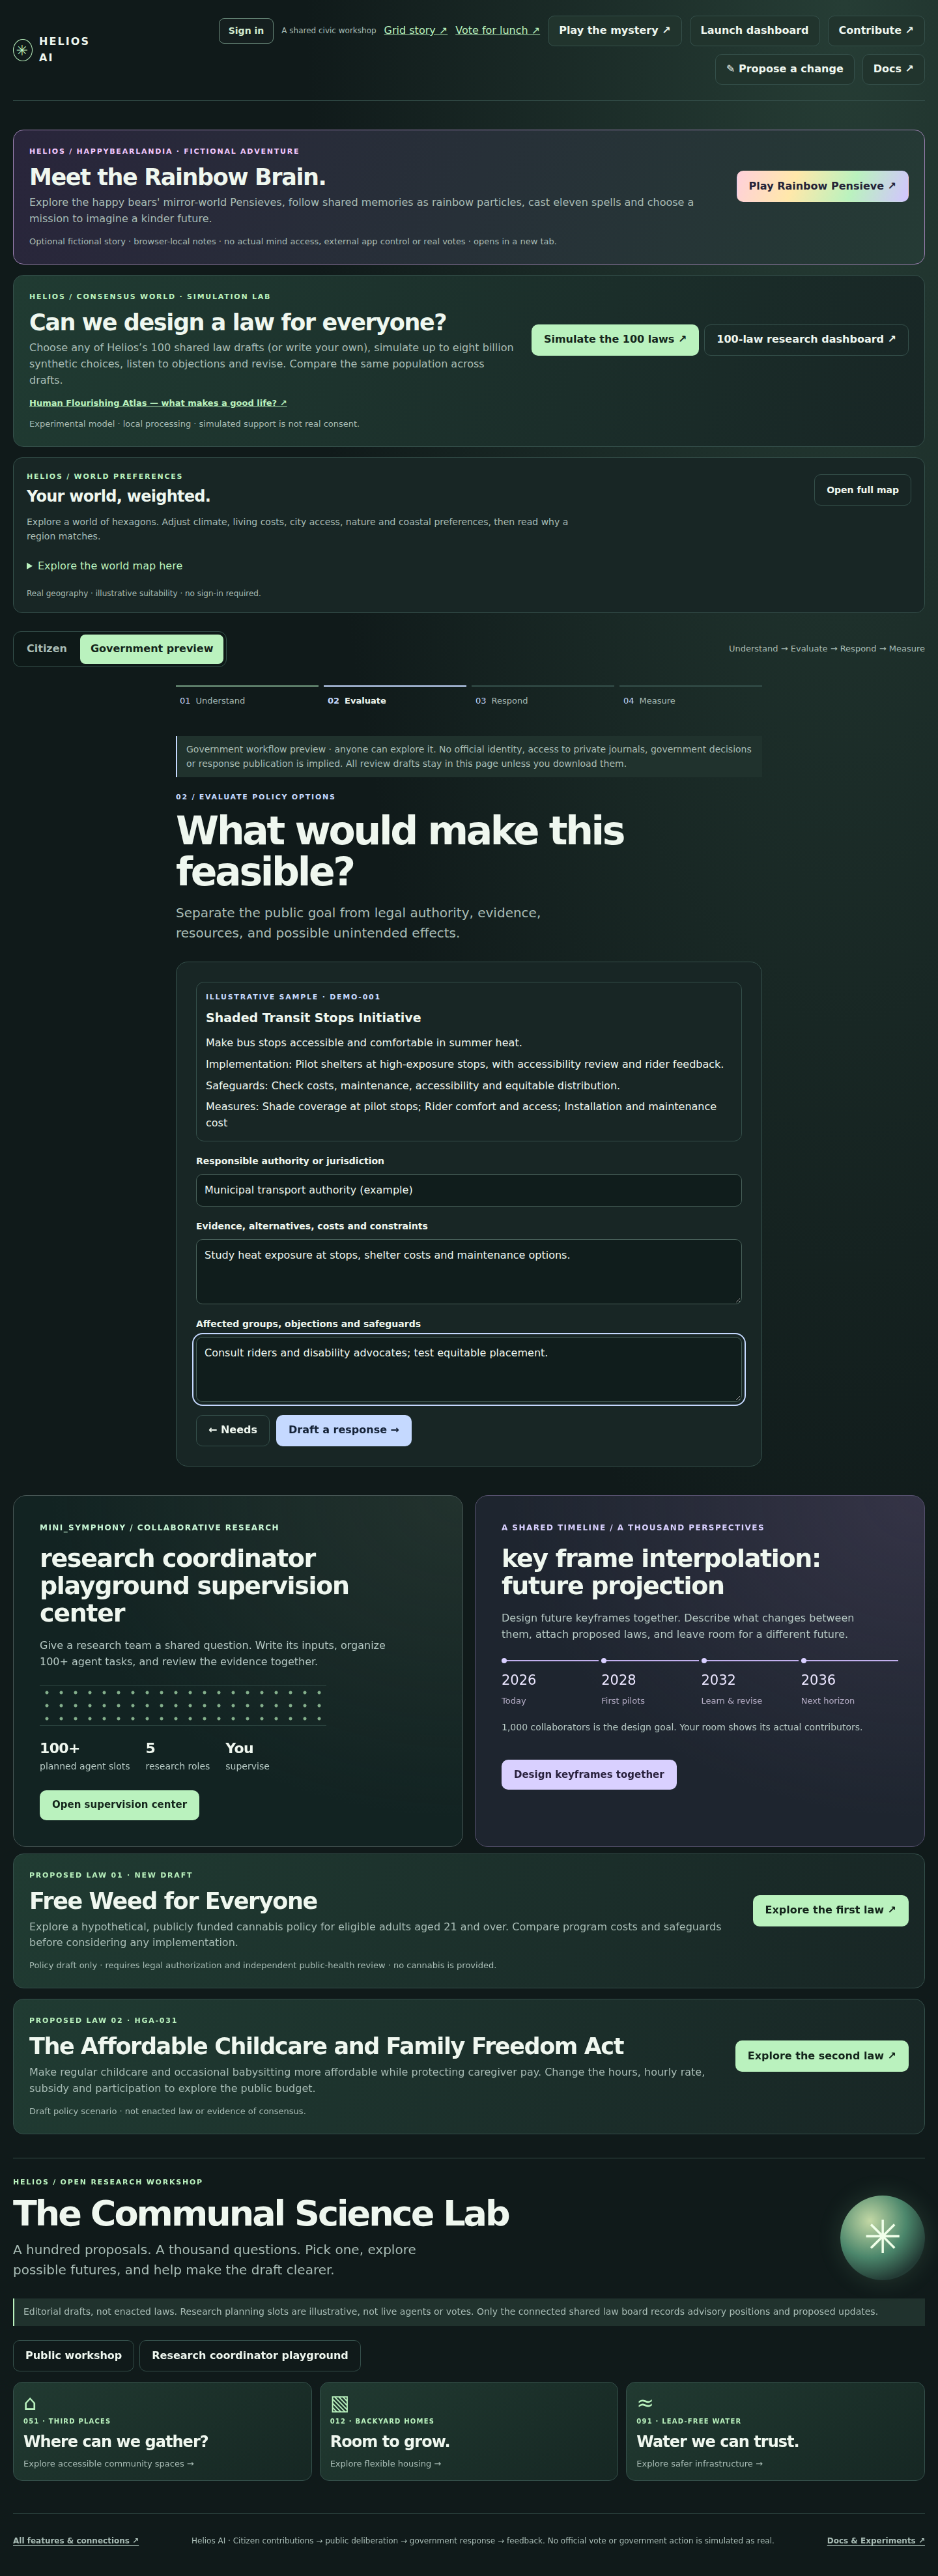 HELIOS
AI
Sign in
A shared civic workshop
Grid story ↗
Vote for lunch ↗
Play the mystery ↗
Launch dashboard
Contribute ↗
✎ Propose a change
Docs ↗
HELIOS / HAPPYBEARLANDIA · FICTIONAL ADVENTURE
Meet the Rainbow Brain.
Explore the happy bears' mirror-world Pensieves, follow shared memories as rainbow particles, cast eleven spells and choose a
mission to imagine a kinder future.
Optional fictional story · browser-local notes · no actual mind access, external app control or real votes · opens in a new tab.
Play Rainbow Pensieve ↗
HELIOS / CONSENSUS WORLD · SIMULATION LAB
Can we design a law for everyone?
Choose any of Helios’s 100 shared law drafts (or write your own), simulate up to eight billion
synthetic choices, listen to objections and revise. Compare the same population across
drafts.
Human Flourishing Atlas — what makes a good life? ↗
Experimental model · local processing · simulated support is not real consent.
Simulate the 100 laws ↗
100-law research dashboard ↗
HELIOS / WORLD PREFERENCES
Your world, weighted.
Explore a world of hexagons. Adjust climate, living costs, city access, nature and coastal preferences, then read why a
region matches.
▶ Explore the world map here
Real geography · illustrative suitability · no sign-in required.
Open full map
Citizen
Government preview
Understand → Evaluate → Respond → Measure
01 Understand
02 Evaluate
03 Respond
04 Measure
Government workflow preview · anyone can explore it. No official identity, access to private journals, government decisions
or response publication is implied. All review drafts stay in this page unless you download them.
02 / EVALUATE POLICY OPTIONS
What would make this
feasible?
Separate the public goal from legal authority, evidence,
resources, and possible unintended effects.
ILLUSTRATIVE SAMPLE · DEMO-001
Shaded Transit Stops Initiative
Make bus stops accessible and comfortable in summer heat.
Implementation: Pilot shelters at high-exposure stops, with accessibility review and rider feedback.
Safeguards: Check costs, maintenance, accessibility and equitable distribution.
Measures: Shade coverage at pilot stops; Rider comfort and access; Installation and maintenance
cost
Responsible authority or jurisdiction
Municipal transport authority (example)
Evidence, alternatives, costs and constraints
Study heat exposure at stops, shelter costs and maintenance options.
Affected groups, objections and safeguards
Consult riders and disability advocates; test equitable placement.
← Needs
Draft a response →
MINI_SYMPHONY / COLLABORATIVE RESEARCH
research coordinator
playground supervision
center
Give a research team a shared question. Write its inputs, organize
100+ agent tasks, and review the evidence together.
100+
planned agent slots
5
research roles
You
supervise
Open supervision center
A SHARED TIMELINE / A THOUSAND PERSPECTIVES
key frame interpolation:
future projection
Design future keyframes together. Describe what changes between
them, attach proposed laws, and leave room for a different future.
2026
Today
2028
First pilots
2032
Learn & revise
2036
Next horizon
1,000 collaborators is the design goal. Your room shows its actual contributors.
Design keyframes together
PROPOSED LAW 01 · NEW DRAFT
Free Weed for Everyone
Explore a hypothetical, publicly funded cannabis policy for eligible adults aged 21 and over. Compare program costs and safeguards
before considering any implementation.
Policy draft only · requires legal authorization and independent public-health review · no cannabis is provided.
Explore the first law ↗
PROPOSED LAW 02 · HGA-031
The Affordable Childcare and Family Freedom Act
Make regular childcare and occasional babysitting more affordable while protecting caregiver pay. Change the hours, hourly rate,
subsidy and participation to explore the public budget.
Draft policy scenario · not enacted law or evidence of consensus.
Explore the second law ↗
HELIOS / OPEN RESEARCH WORKSHOP
The Communal Science Lab
A hundred proposals. A thousand questions. Pick one, explore
possible futures, and help make the draft clearer.
Editorial drafts, not enacted laws. Research planning slots are illustrative, not live agents or votes. Only the connected shared law board records advisory positions and proposed updates.
Public workshop
Research coordinator playground
051 · THIRD PLACES
Where can we gather?
Explore accessible community spaces →
012 · BACKYARD HOMES
Room to grow.
Explore flexible housing →
091 · LEAD-FREE WATER
Water we can trust.
Explore safer infrastructure →
All features & connections ↗
Helios AI · Citizen contributions → public deliberation → government response → feedback. No official vote or government action is simulated as real.
Docs & Experiments ↗